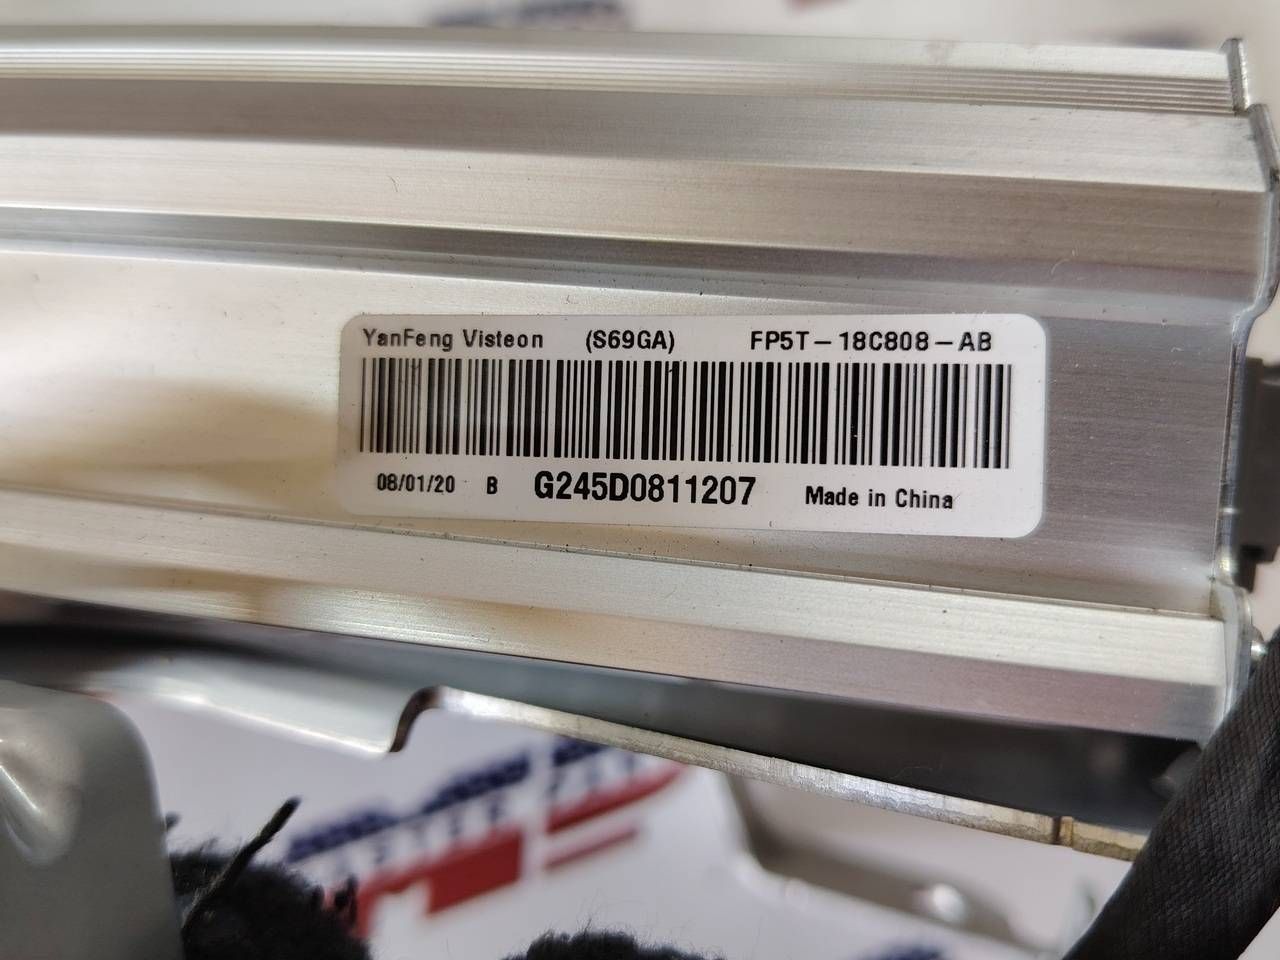 YanFeng Visteon (S69GA) FP5T-18C808-AB
08/01/20 B G245D0811207 Made in China